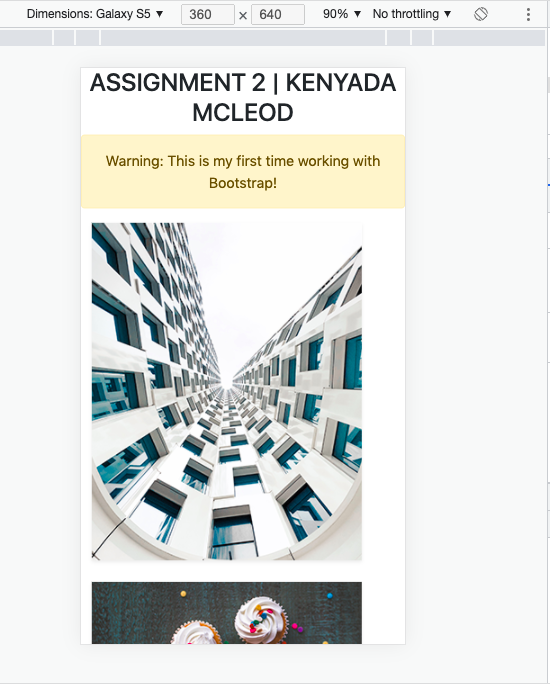 Dimensions: Galaxy S5 ▼ 360 × 640 90% ▼ No throttling ▼
ASSIGNMENT 2 | KENYADA
MCLEOD
Warning: This is my first time working with
Bootstrap!